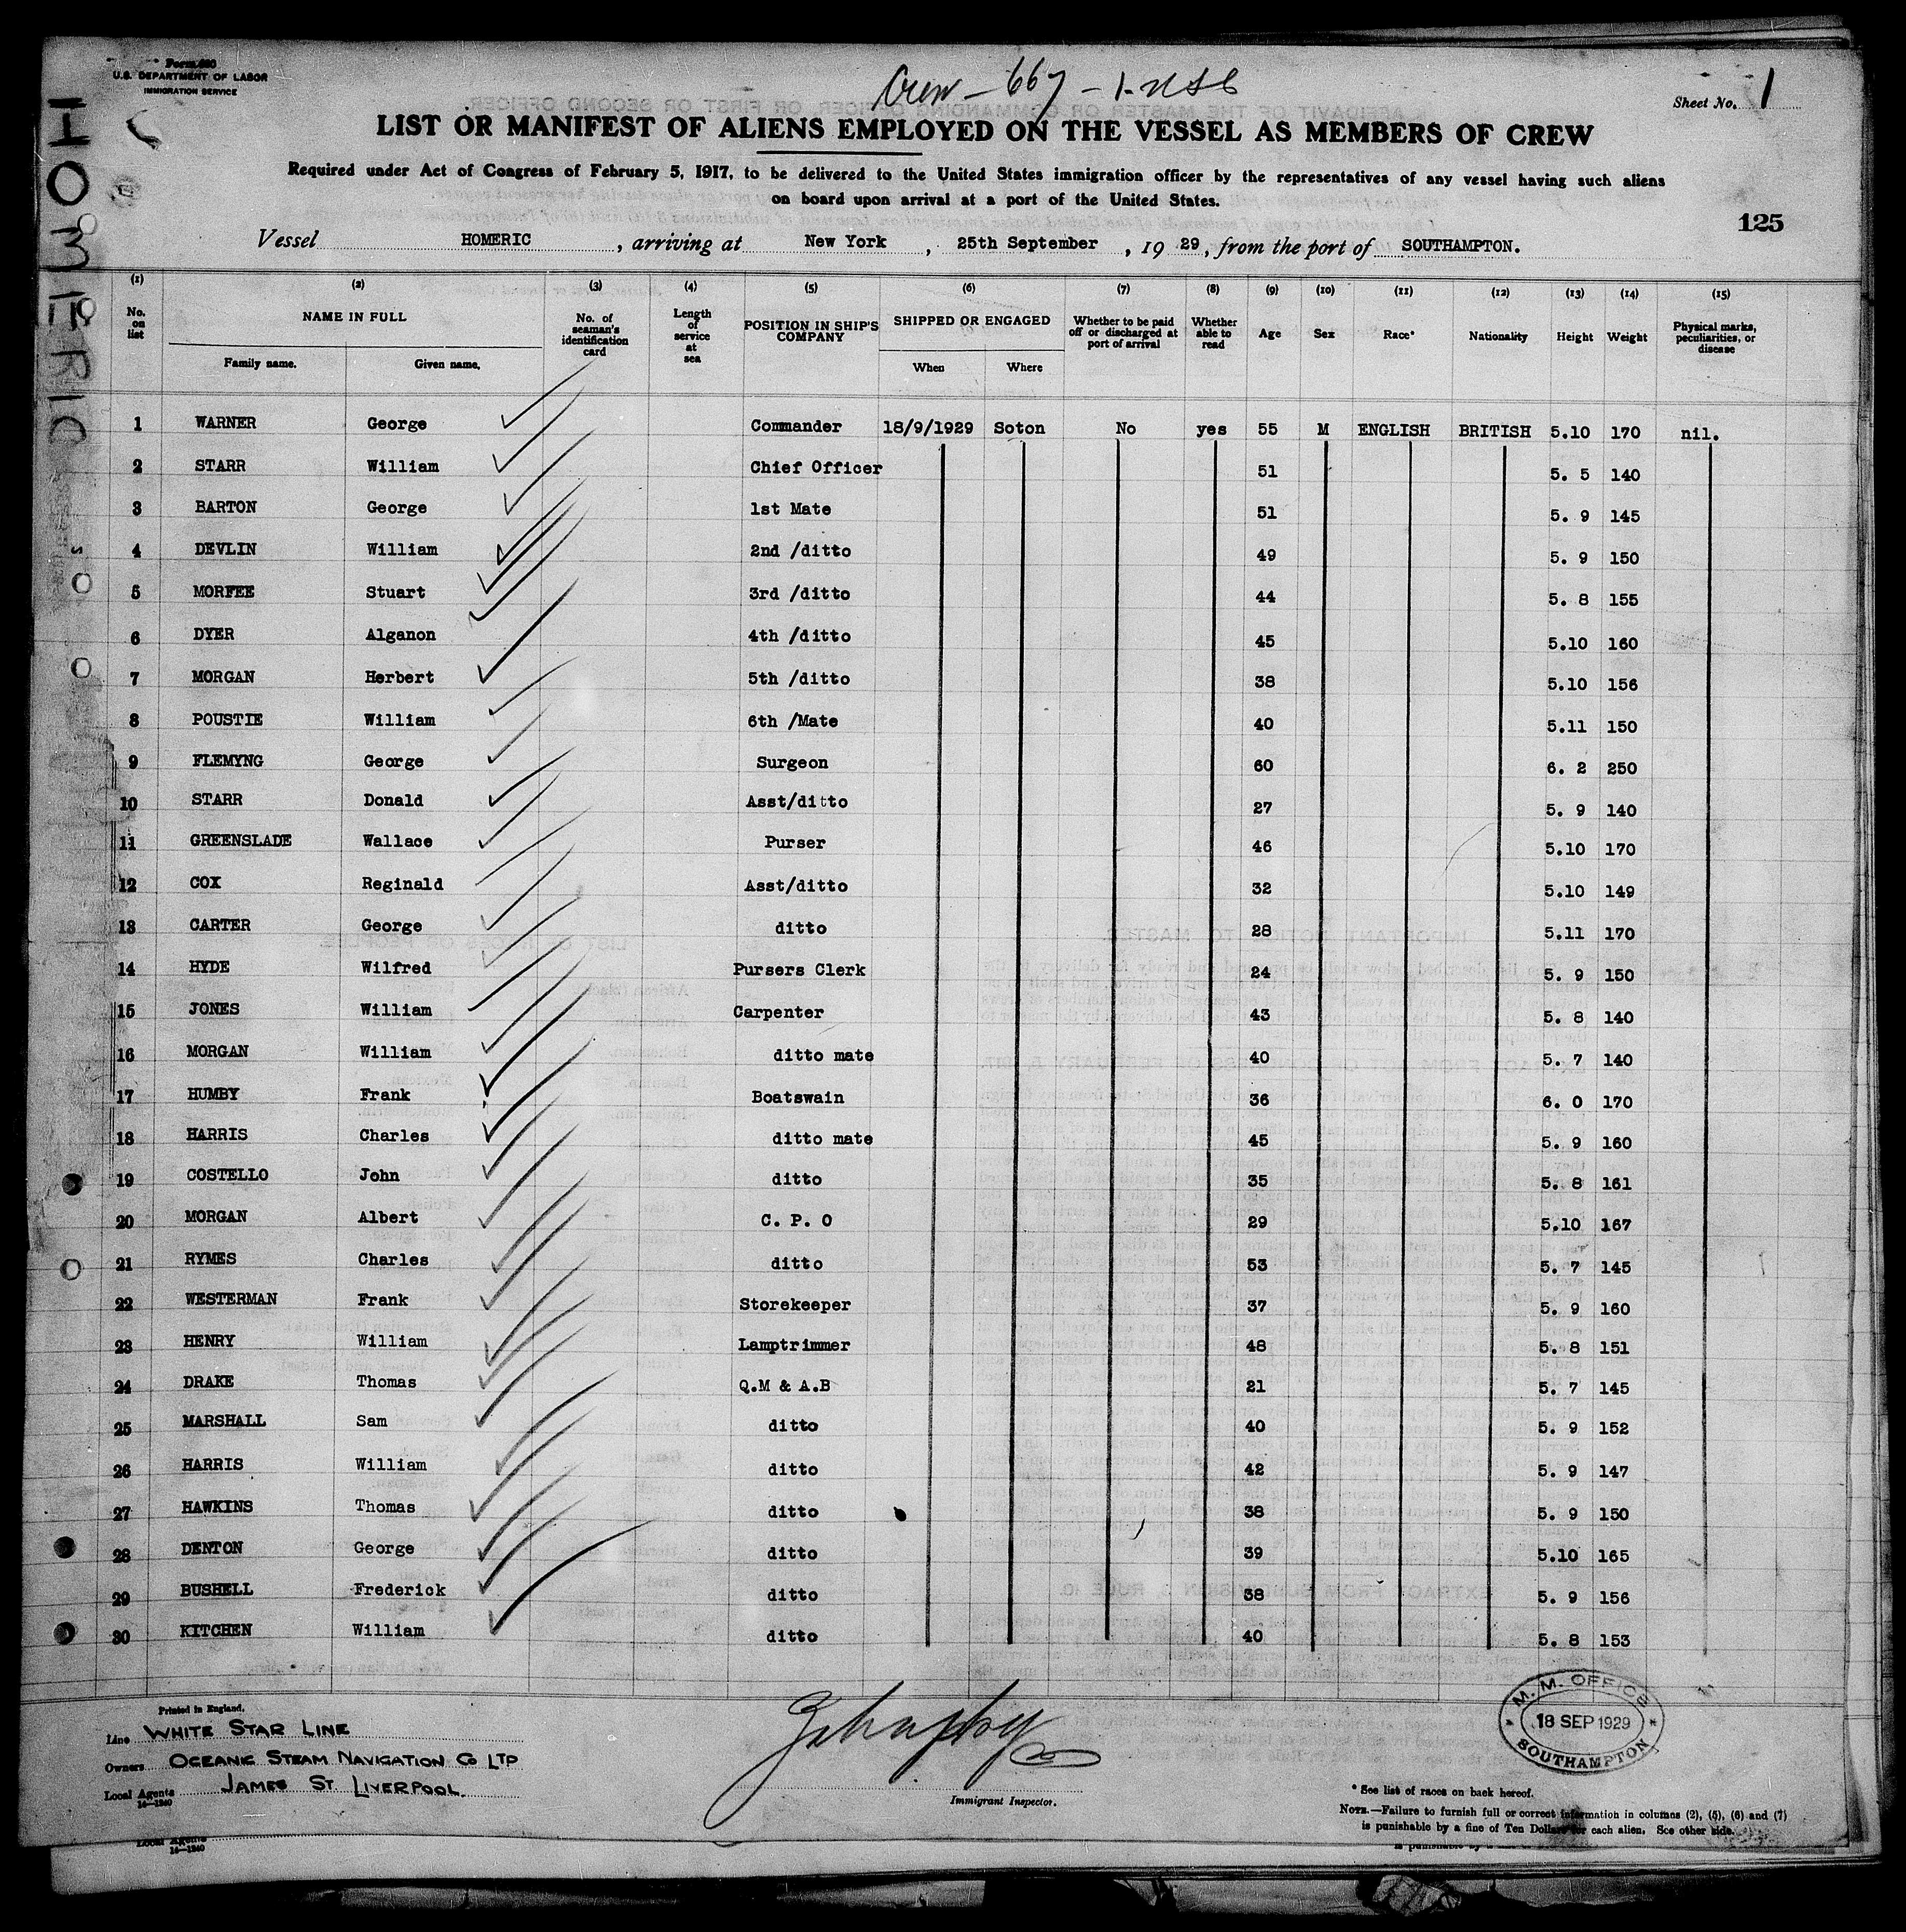 Form 680
U.S. DEPARTMENT OF LABOR
IMMIGRATION SERVICE
HOMERIC
Crew - 667 - 1-
Sheet No. 1
LIST OR MANIFEST OF ALIENS EMPLOYED ON THE VESSEL AS MEMBERS OF CREW
Required under Act of Congress of February 5, 1917, to be delivered to the United States immigration officer by the representatives of any vessel having such aliens
on board upon arrival at a port of the United States.
125
Vessel HOMERIC, arriving at New York, 25th September, 19 29, from the port of SOUTHAMPTON.
(1) (2) (3) (4) (5) (6) (7) (8) (9) (10) (11) (12) (13) (14) (15)
No. on list NAME IN FULL Family name. Given name. No. of seaman's identification card Length of service at sea POSITION IN SHIP'S COMPANY SHIPPED OR ENGAGED When Where Whether to be paid off or discharged at port of arrival Whether able to read Age Sex Race* Nationality Height Weight Physical marks, peculiarities, or disease
1 WARNER George Commander 18/9/1929 Soton No yes 55 M ENGLISH BRITISH 5.10 170 nil.
2 STARR William Chief Officer 51 5. 5 140
3 BARTON George 1st Mate 51 5. 9 145
4 DEVLIN William 2nd /ditto 49 5. 9 150
5 MORFEE Stuart 3rd /ditto 44 5. 8 155
6 DYER Alganon 4th /ditto 45 5.10 160
7 MORGAN Herbert 5th /ditto 38 5.10 156
8 POUSTIE William 6th /Mate 40 5.11 150
9 FLEMYNG George Surgeon 60 6. 2 250
10 STARR Donald Asst/ditto 27 5. 9 140
11 GREENSLADE Wallace Purser 46 5.10 170
12 COX Reginald Asst/ditto 32 5.10 149
13 CARTER George ditto 28 5.11 170
14 HYDE Wilfred Pursers Clerk 24 5. 9 150
15 JONES William Carpenter 43 5. 8 140
16 MORGAN William ditto mate 40 5. 7 140
17 HUMBY Frank Boatswain 36 6. 0 170
18 HARRIS Charles ditto mate 45 5. 9 160
19 COSTELLO John ditto 35 5. 8 161
20 MORGAN Albert C. P. O 29 5.10 167
21 RYMES Charles ditto 53 5. 7 145
22 WESTERMAN Frank Storekeeper 37 5. 9 160
23 HENRY William Lamptrimmer 48 5. 8 151
24 DRAKE Thomas Q.M & A.B 21 5. 7 145
25 MARSHALL Sam ditto 40 5. 9 152
26 HARRIS William ditto 42 5. 9 147
27 HAWKINS Thomas ditto 38 5. 9 150
28 DENTON George ditto 39 5.10 165
29 BUSHELL Frederick ditto 38 5. 9 156
30 KITCHEN William ditto 40 5. 8 153
Printed in England.
Line WHITE STAR LINE
Owners OCEANIC STEAM NAVIGATION Co LTD
Local Agents JAMES ST. LIVERPOOL.
14—1240
Immigrant Inspector.
M. M. OFFICE
* 18 SEP 1929 *
SOUTHAMPTON
* See list of races on back hereof.
NOTE.—Failure to furnish full or correct information in columns (2), (5), (6) and (7)
is punishable by a fine of Ten Dollars for each alien. See other side.
Local Agents
14—1240
is punishable by a